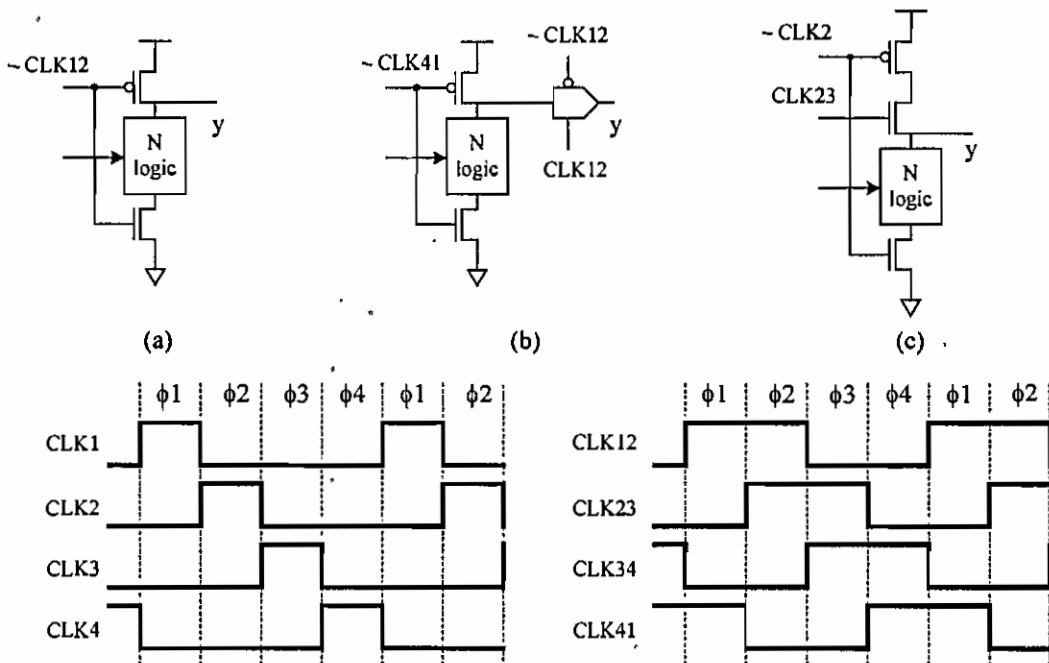 ~ CLK12
y
N
logic
~ CLK41
~ CLK12
y
N
logic
CLK12
~ CLK2
CLK23
y
N
logic
(a)
(b)
(c)
ϕ1 ϕ2 ϕ3 ϕ4 ϕ1 ϕ2
CLK1
CLK2
CLK3
CLK4
ϕ1 ϕ2 ϕ3 ϕ4 ϕ1 ϕ2
CLK12
CLK23
CLK34
CLK41